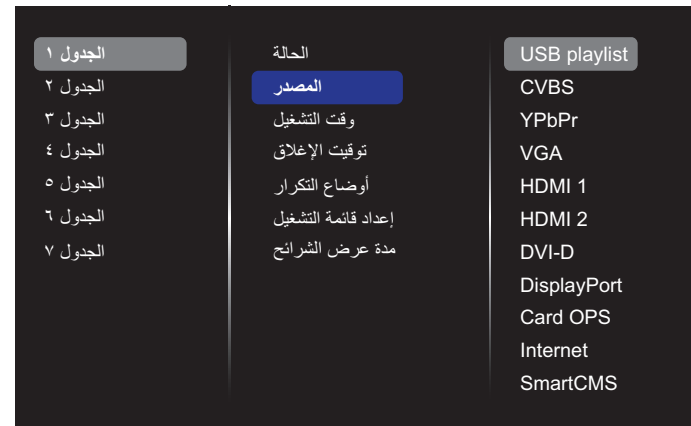 الجدول ١
الجدول ٢
الجدول ٣
الجدول ٤
الجدول ٥
الجدول ٦
الجدول ٧
الحالة
المصدر
وقت التشغيل
توقيت الإغلاق
أوضاع التكرار
إعداد قائمة التشغيل
مدة عرض الشرائح
USB playlist
CVBS
YPbPr
VGA
HDMI 1
HDMI 2
DVI-D
DisplayPort
Card OPS
Internet
SmartCMS